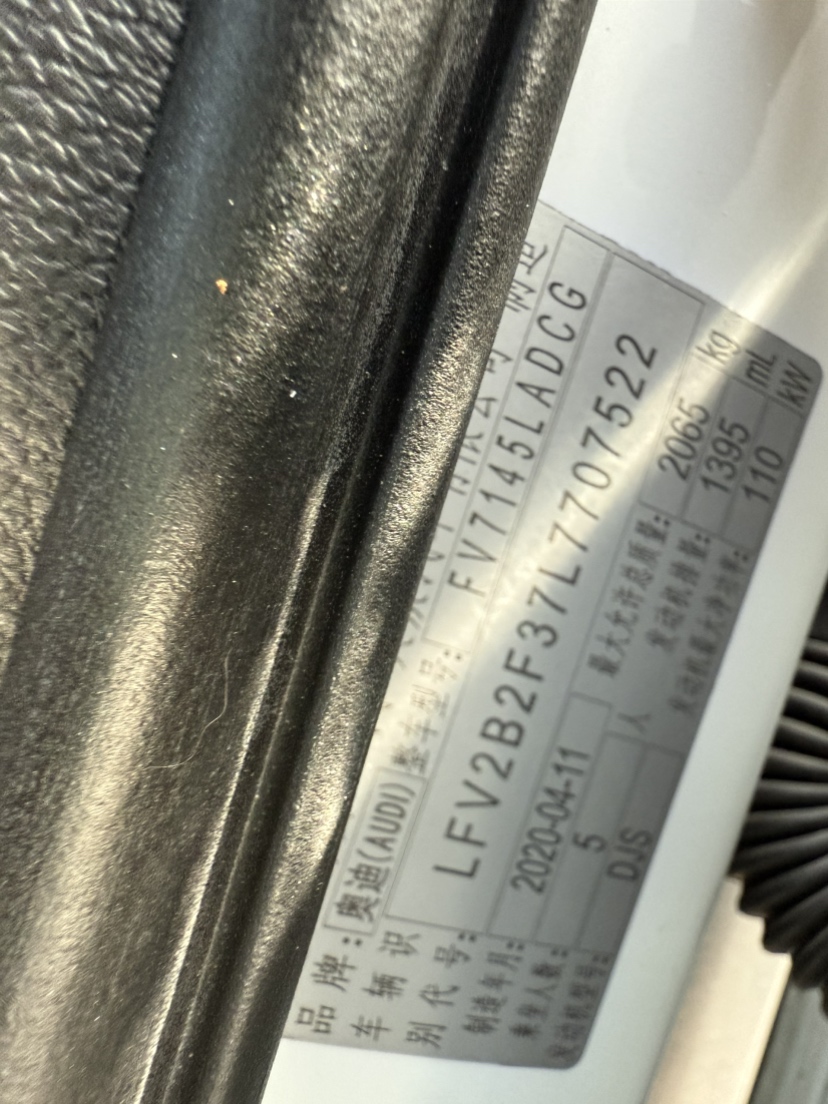 制造
品牌: 奥迪(AUDI) 整车型号: FV7145LADCG
车辆识别代号: LFV2B2F37L7707522
制造年月: 2020-04-11 最大允许总质量: 2065 kg
乘坐人数: 5 人 发动机排量: 1395 mL
发动机型号: DJS 发动机最大净功率: 110 kW